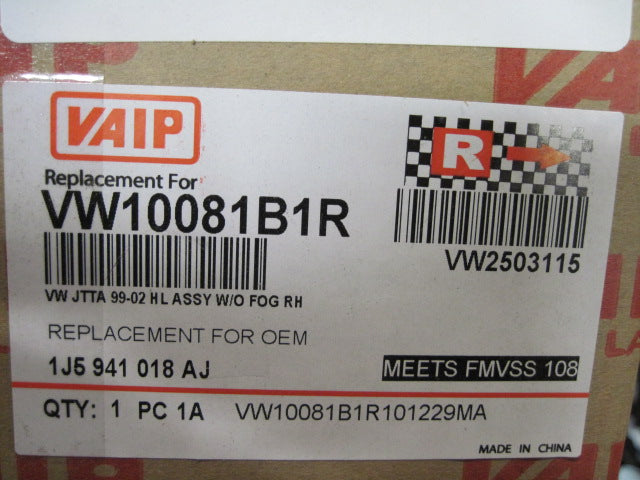 VAIP
R
Replacement For
VW10081B1R
VW2503115
VW JTTA 99-02 HL ASSY W/O FOG RH
REPLACEMENT FOR OEM
1J5 941 018 AJ
MEETS FMVSS 108
QTY: 1 PC 1A VW10081B1R101229MA
MADE IN CHINA